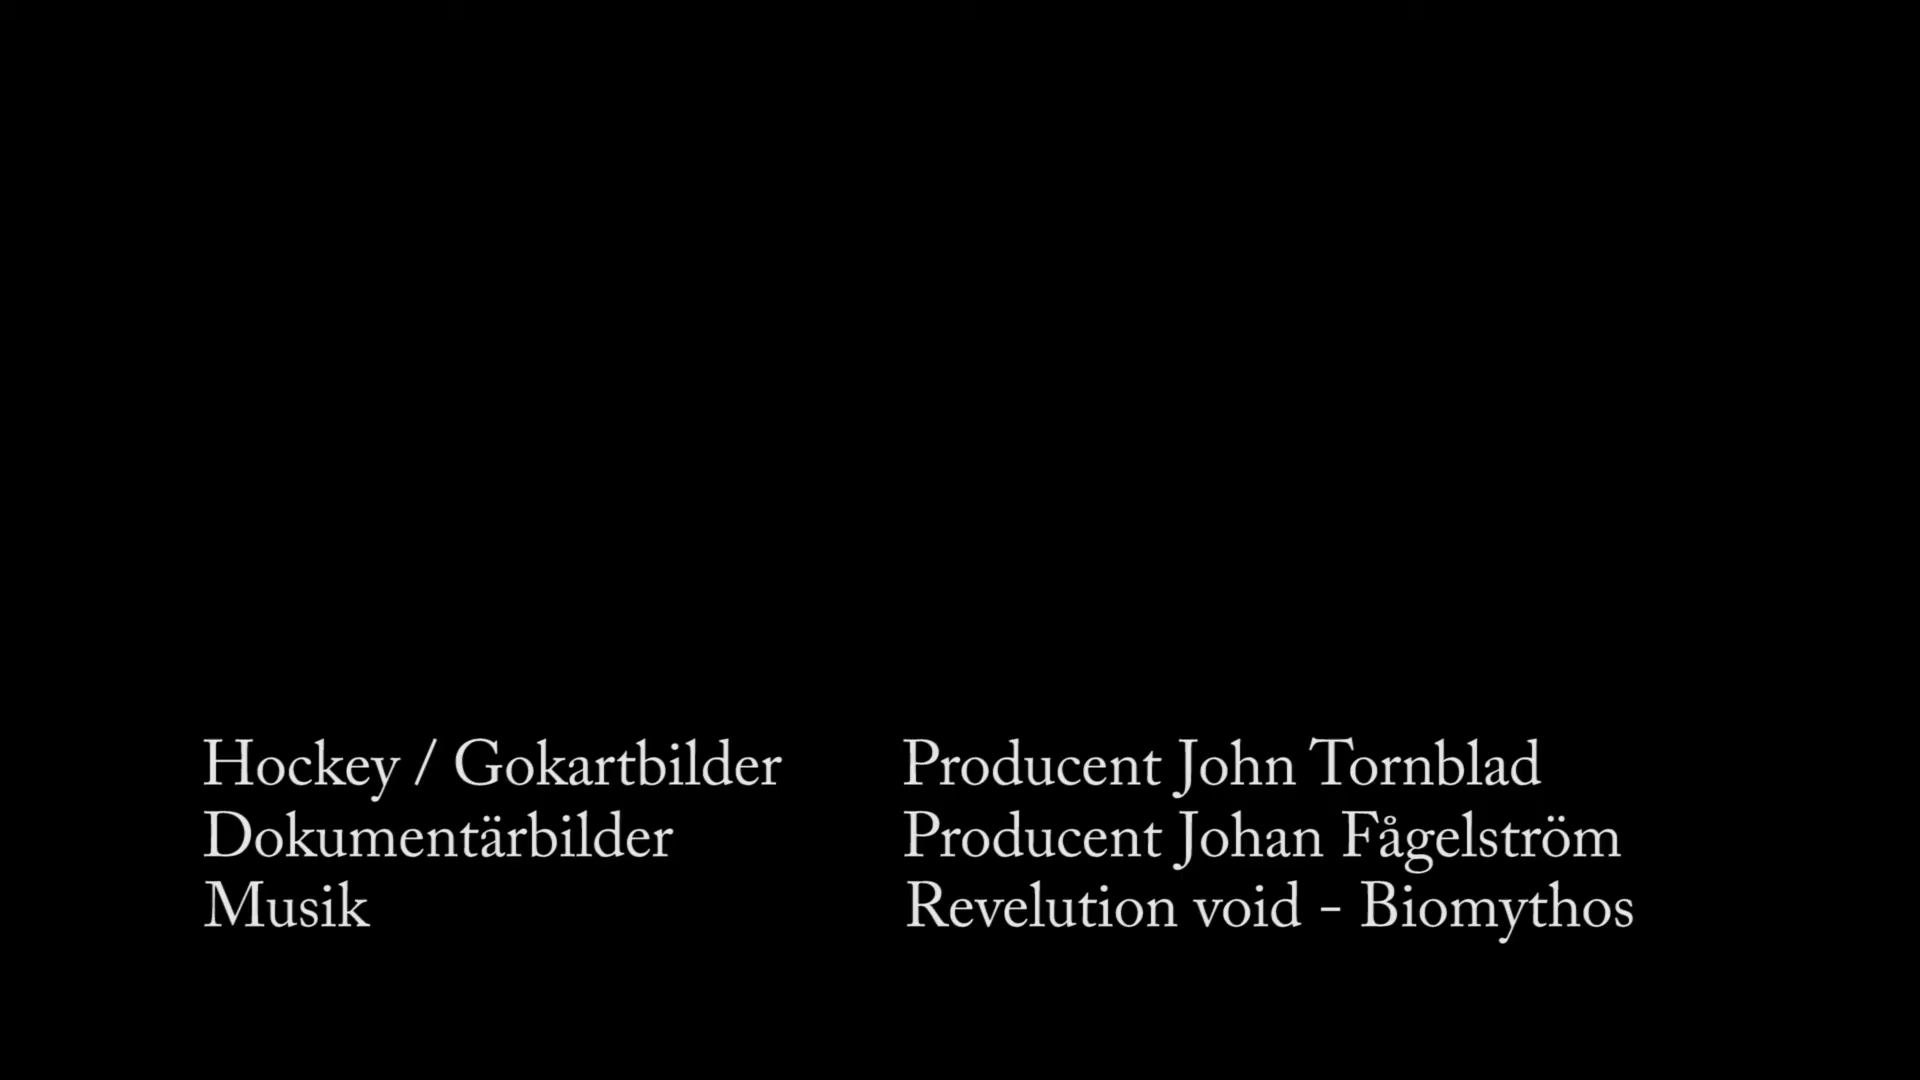 Hockey / Gokartbilder Producent John Tornblad
Dokumentärbilder Producent Johan Fågelström
Musik Revelution void - Biomythos